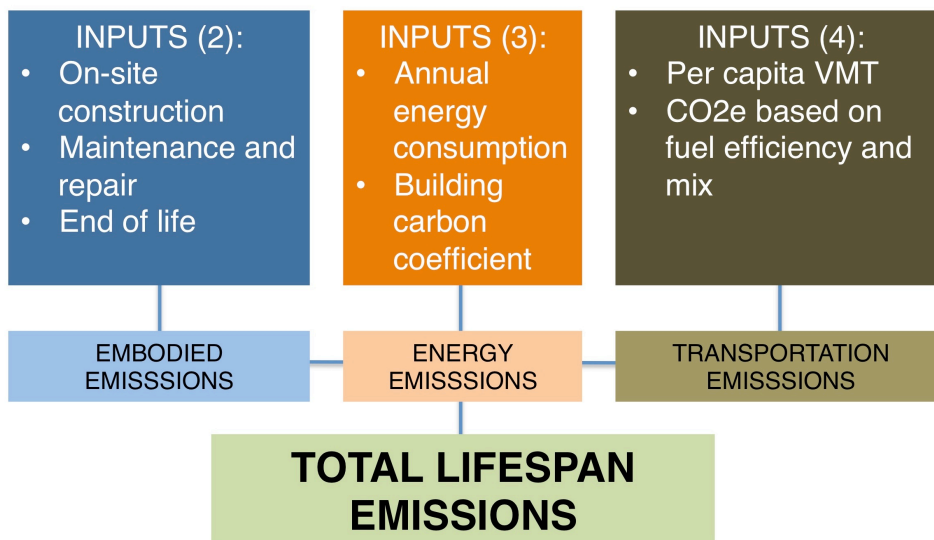 INPUTS (2):
• On-site
construction
• Maintenance and
repair
• End of life
INPUTS (3):
• Annual
energy
consumption
• Building
carbon
coefficient
INPUTS (4):
• Per capita VMT
• CO2e based on
fuel efficiency and
mix
EMBODIED
EMISSSIONS
ENERGY
EMISSSIONS
TRANSPORTATION
EMISSSIONS
TOTAL LIFESPAN
EMISSIONS